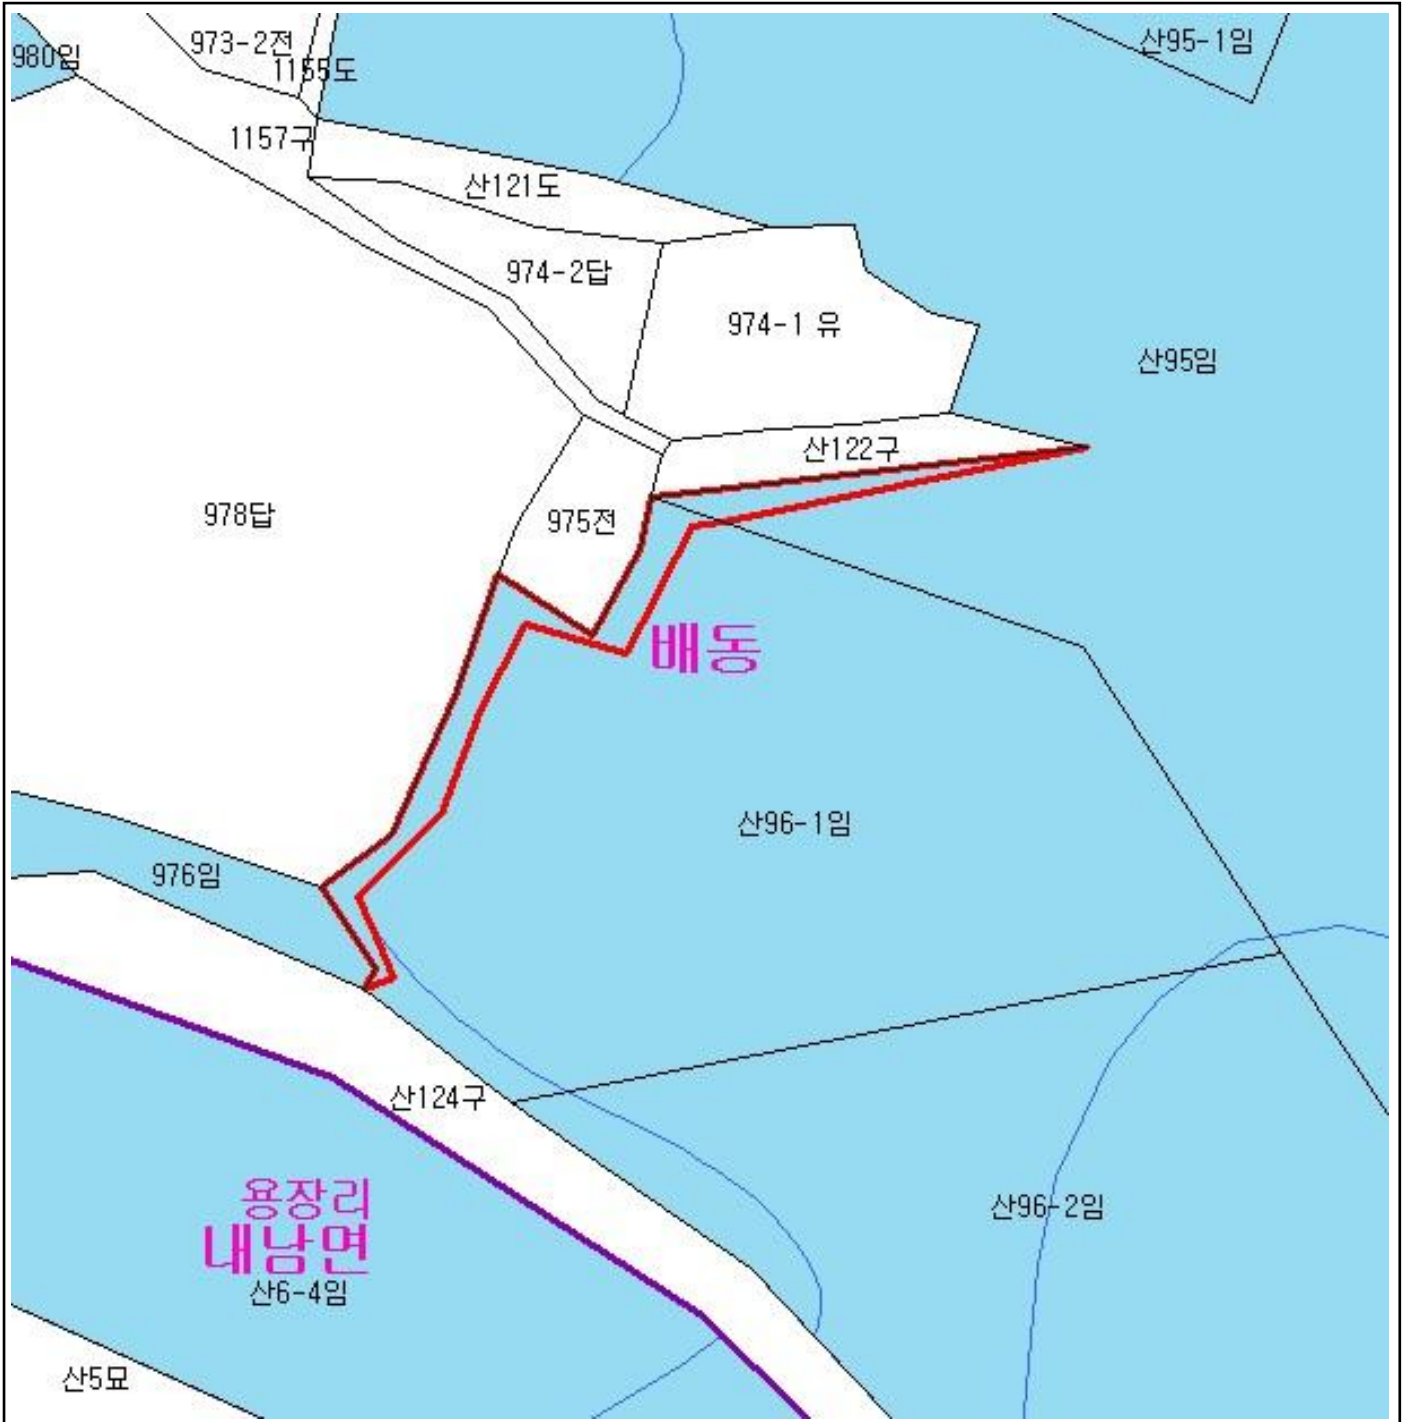 973-2전
산95-1임
980임
1155도
1157구
산121도
974-2답
974-1 유
산95임
산122구
978답
975전
배동
산96-1임
976임
산124구
용장리
내남면
산96-2임
산6-4임
산5묘